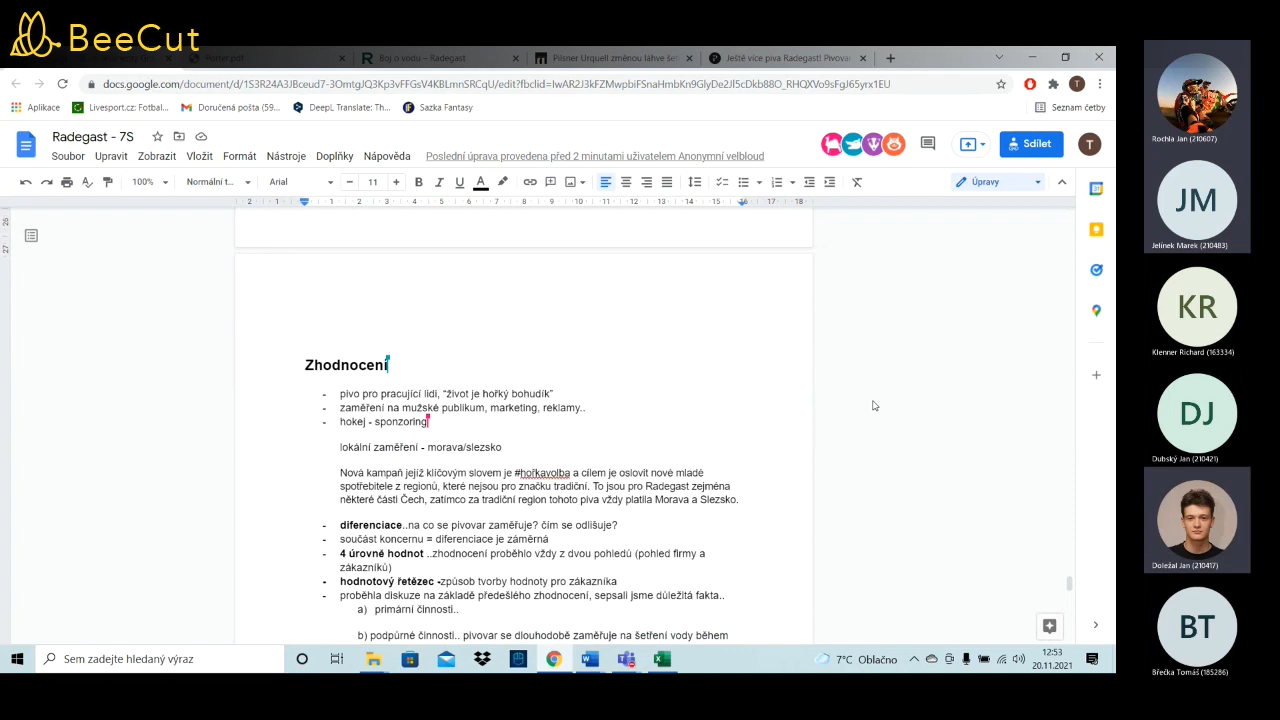 BeeCut
Boj o vodu – Radegast
Pilsner Urquell změnou láhve šet
Ještě více piva Radegast! Pivovar
docs.google.com/document/d/1S3R24A3JBceud7-3OmtgJQ3Kp3vFFGsV4KBLmnSRCqU/edit?fbclid=IwAR2J3kFZMwpbiFSnaHmbKn9GlyDe2Jl5cDkb88O_RHQXVo9sFgJ65yrx1EU
Aplikace
Livesport.cz: Fotbal...
Doručená pošta (59...
DeepL Translate: Th...
Sazka Fantasy
Seznam četby
Radegast - 7S
Soubor Upravit Zobrazit Vložit Formát Nástroje Doplňky Nápověda
Poslední úprava provedena před 2 minutami uživatelem Anonymní velbloud
Sdílet
T
100% Normální t... Arial 11
Úpravy
Zhodnocení
- pivo pro pracující lidi, “život je hořký bohudík”
- zaměření na mužské publikum, marketing, reklamy..
- hokej - sponzoring
lokální zaměření - morava/slezsko
Nová kampaň jejíž klíčovým slovem je #hořkavolba a cílem je oslovit nové mladé
spotřebitele z regionů, které nejsou pro značku tradiční. To jsou pro Radegast zejména
některé části Čech, zatímco za tradiční region tohoto piva vždy platila Morava a Slezsko.
- diferenciace..na co se pivovar zaměřuje? čím se odlišuje?
- součást koncernu = diferenciace je záměrná
- 4 úrovně hodnot ..zhodnocení proběhlo vždy z dvou pohledů (pohled firmy a
zákazníků)
- hodnotový řetězec -způsob tvorby hodnoty pro zákazníka
- proběhla diskuze na základě předešlého zhodnocení, sepsali jsme důležitá fakta..
a) primární činnosti..
b) podpůrné činnosti.. pivovar se dlouhodobě zaměřuje na šetření vody během
Sem zadejte hledaný výraz
7°C Oblačno
12:53
20.11.2021
Rochla Jan (210607)
JM
Jelínek Marek (210483)
KR
Klenner Richard (163334)
DJ
Dubský Jan (210421)
Doležal Jan (210417)
BT
Břečka Tomáš (185286)